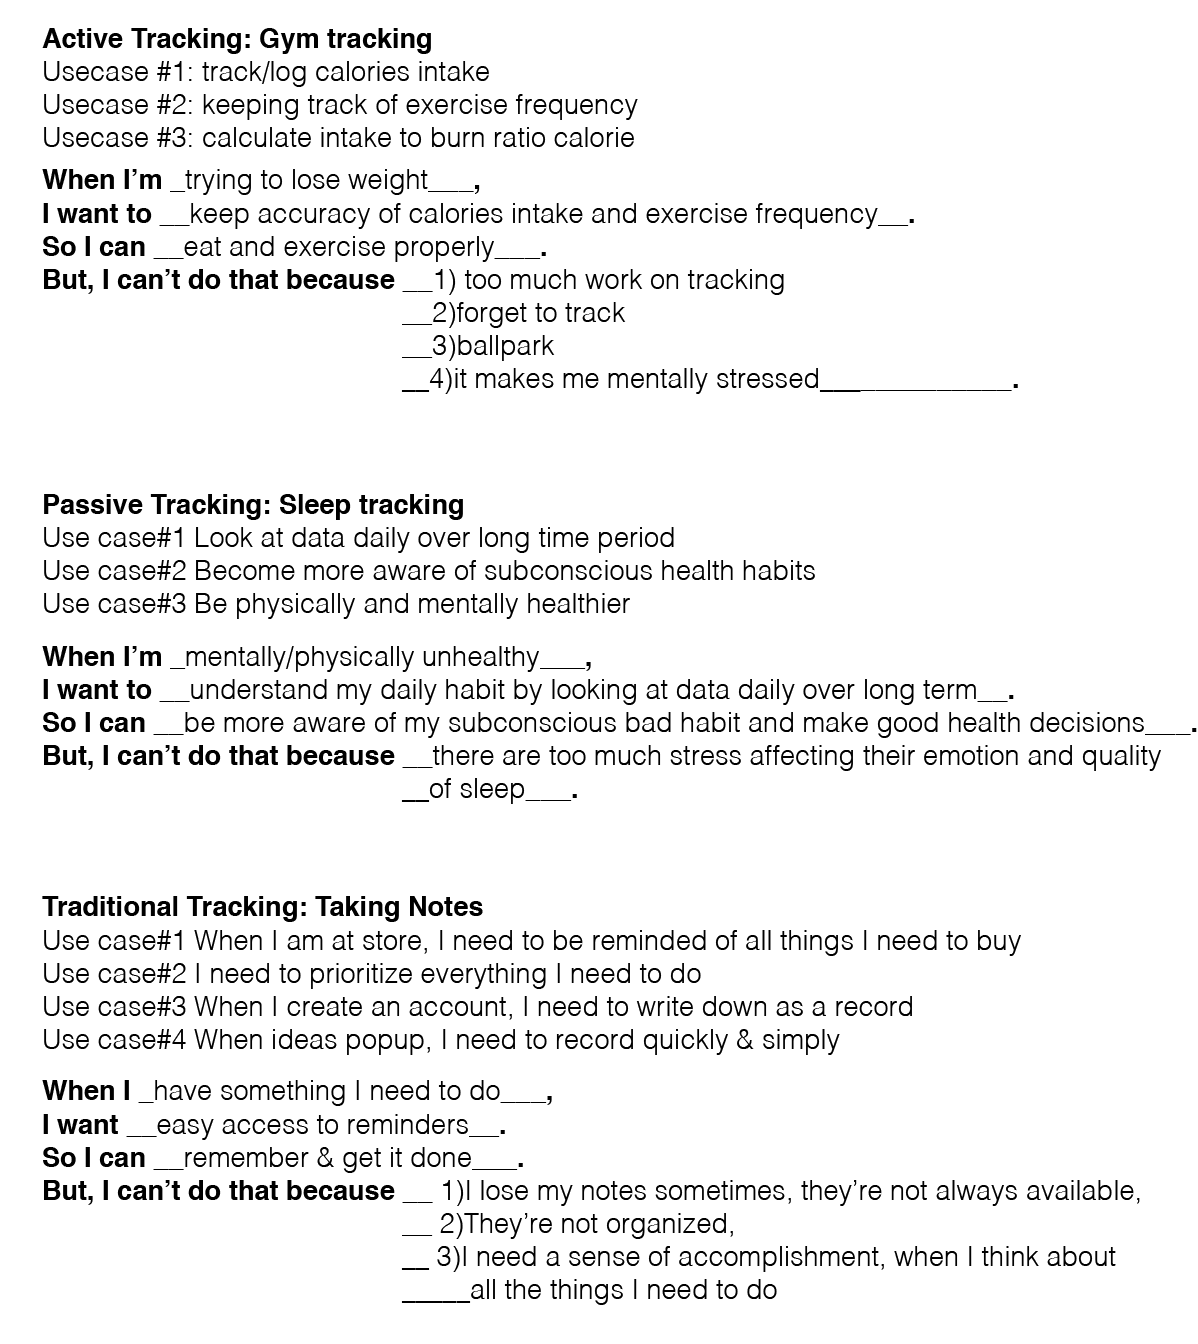 Active Tracking: Gym tracking
Usecase #1: track/log calories intake
Usecase #2: keeping track of exercise frequency
Usecase #3: calculate intake to burn ratio calorie
When I’m _trying to lose weight___,
I want to __keep accuracy of calories intake and exercise frequency__.
So I can __eat and exercise properly___.
But, I can’t do that because __1) too much work on tracking
__2)forget to track
__3)ballpark
__4)it makes me mentally stressed_____________.
Passive Tracking: Sleep tracking
Use case#1 Look at data daily over long time period
Use case#2 Become more aware of subconscious health habits
Use case#3 Be physically and mentally healthier
When I’m _mentally/physically unhealthy___,
I want to __understand my daily habit by looking at data daily over long term__.
So I can __be more aware of my subconscious bad habit and make good health decisions___.
But, I can’t do that because __there are too much stress affecting their emotion and quality
__of sleep___.
Traditional Tracking: Taking Notes
Use case#1 When I am at store, I need to be reminded of all things I need to buy
Use case#2 I need to prioritize everything I need to do
Use case#3 When I create an account, I need to write down as a record
Use case#4 When ideas popup, I need to record quickly & simply
When I _have something I need to do___,
I want __easy access to reminders__.
So I can __remember & get it done___.
But, I can’t do that because __ 1)I lose my notes sometimes, they’re not always available,
__ 2)They’re not organized,
__ 3)I need a sense of accomplishment, when I think about
_____all the things I need to do